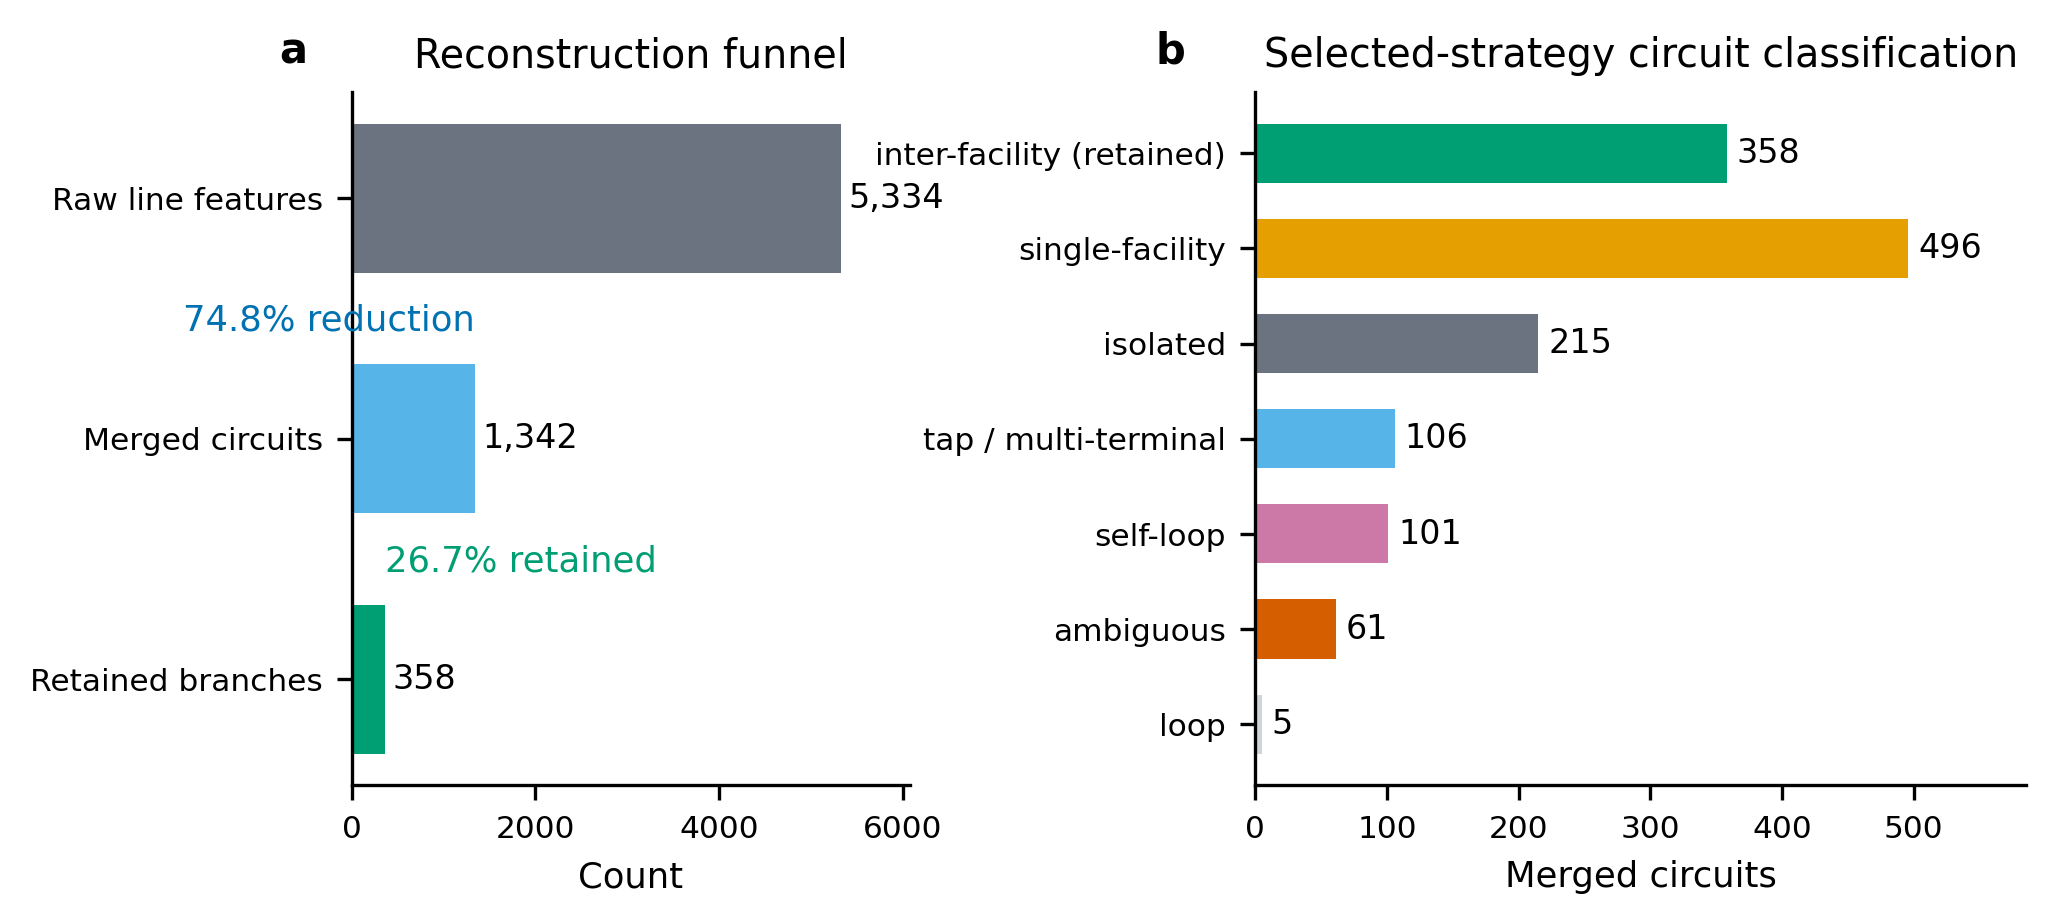 a
Reconstruction funnel
Raw line features
5,334
74.8% reduction
Merged circuits
1,342
26.7% retained
Retained branches
358
0
2000
4000
6000
Count
b
Selected-strategy circuit classification
inter-facility (retained)
358
single-facility
496
isolated
215
tap / multi-terminal
106
self-loop
101
ambiguous
61
loop
5
0
100
200
300
400
500
Merged circuits